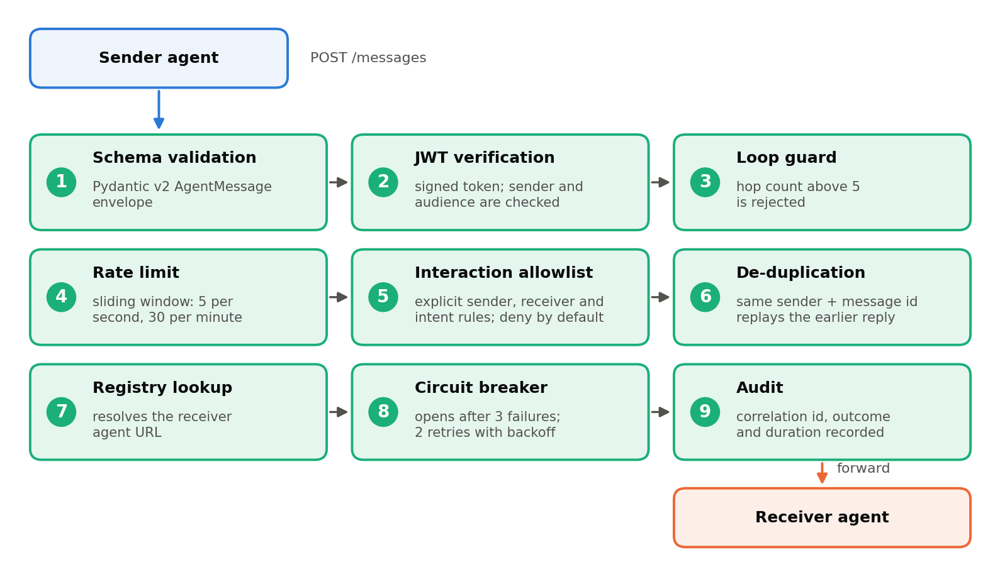 Sender agent
POST /messages
1
Schema validation
Pydantic v2 AgentMessage
envelope
2
JWT verification
signed token; sender and
audience are checked
3
Loop guard
hop count above 5
is rejected
4
Rate limit
sliding window: 5 per
second, 30 per minute
5
Interaction allowlist
explicit sender, receiver and
intent rules; deny by default
6
De-duplication
same sender + message id
replays the earlier reply
7
Registry lookup
resolves the receiver
agent URL
8
Circuit breaker
opens after 3 failures;
2 retries with backoff
9
Audit
correlation id, outcome
and duration recorded
forward
Receiver agent